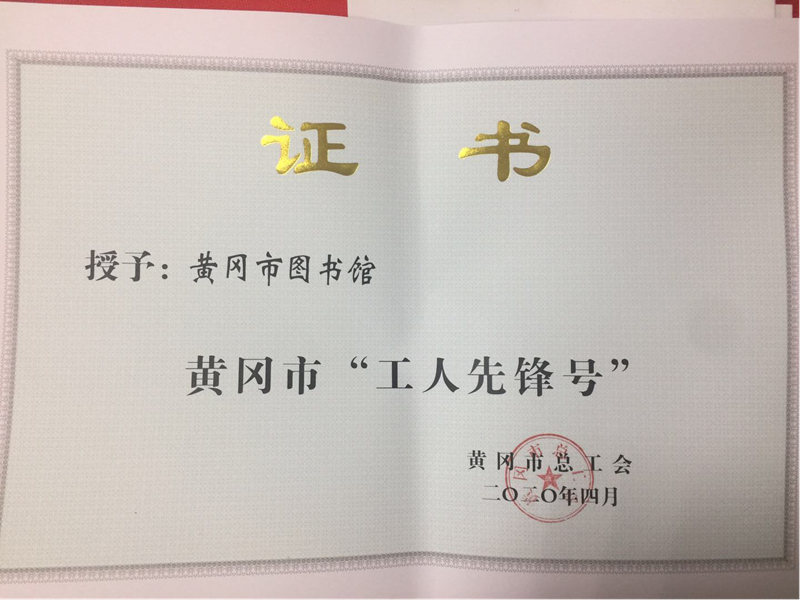 证 书
授予：黄冈市图书馆
黄冈市“工人先锋号”
黄冈市总工会
二〇二〇年四月